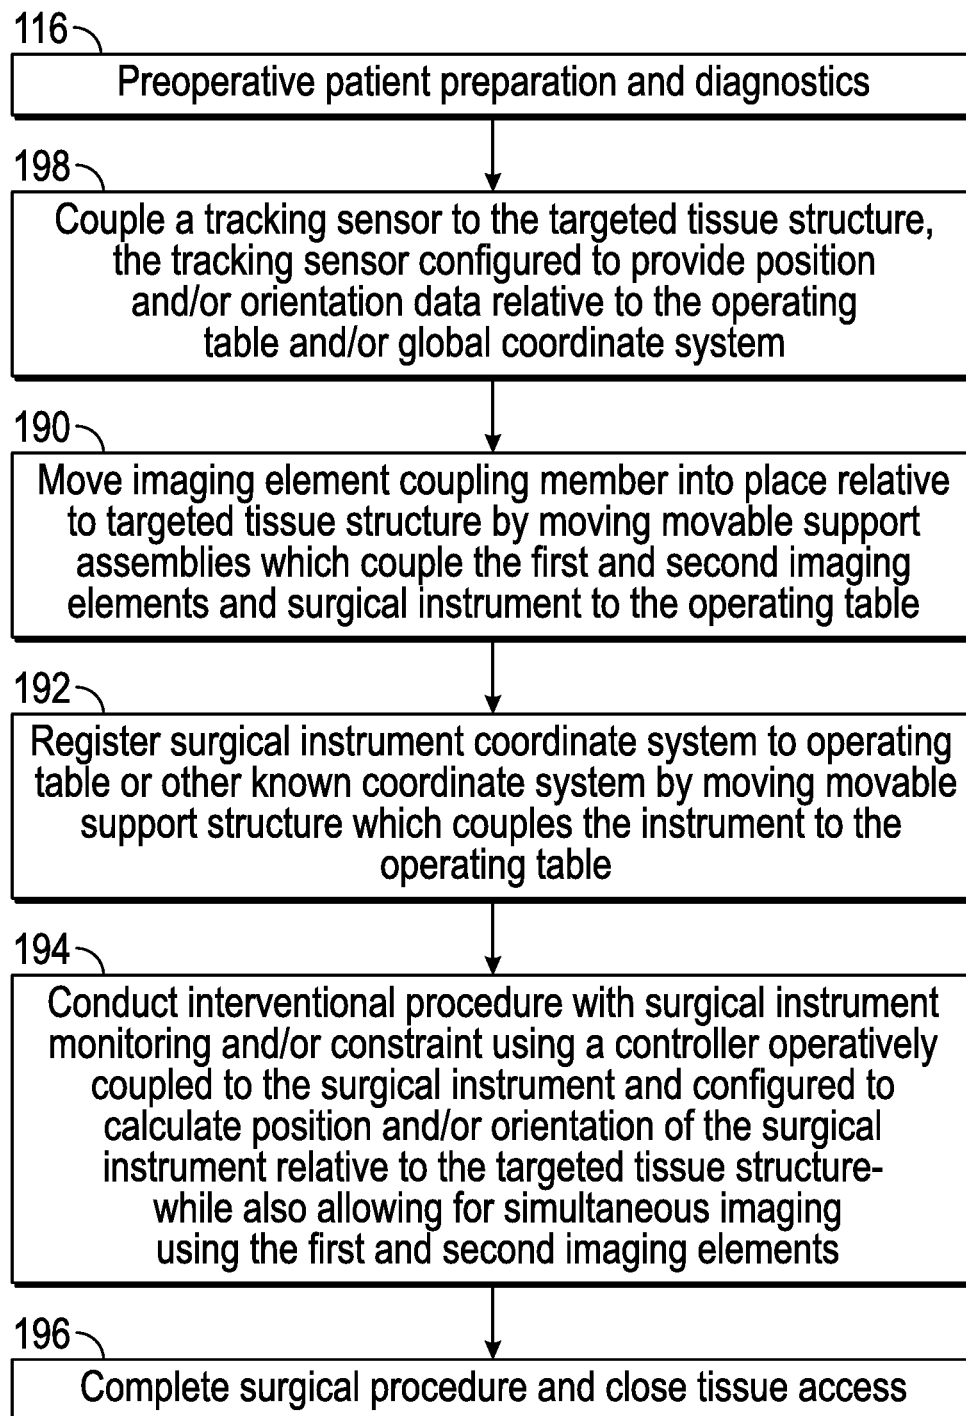 116
Preoperative patient preparation and diagnostics
198
Couple a tracking sensor to the targeted tissue structure,
the tracking sensor configured to provide position
and/or orientation data relative to the operating
table and/or global coordinate system
190
Move imaging element coupling member into place relative
to targeted tissue structure by moving movable support
assemblies which couple the first and second imaging
elements and surgical instrument to the operating table
192
Register surgical instrument coordinate system to operating
table or other known coordinate system by moving movable
support structure which couples the instrument to the
operating table
194
Conduct interventional procedure with surgical instrument
monitoring and/or constraint using a controller operatively
coupled to the surgical instrument and configured to
calculate position and/or orientation of the surgical
instrument relative to the targeted tissue structure-
while also allowing for simultaneous imaging
using the first and second imaging elements
196
Complete surgical procedure and close tissue access